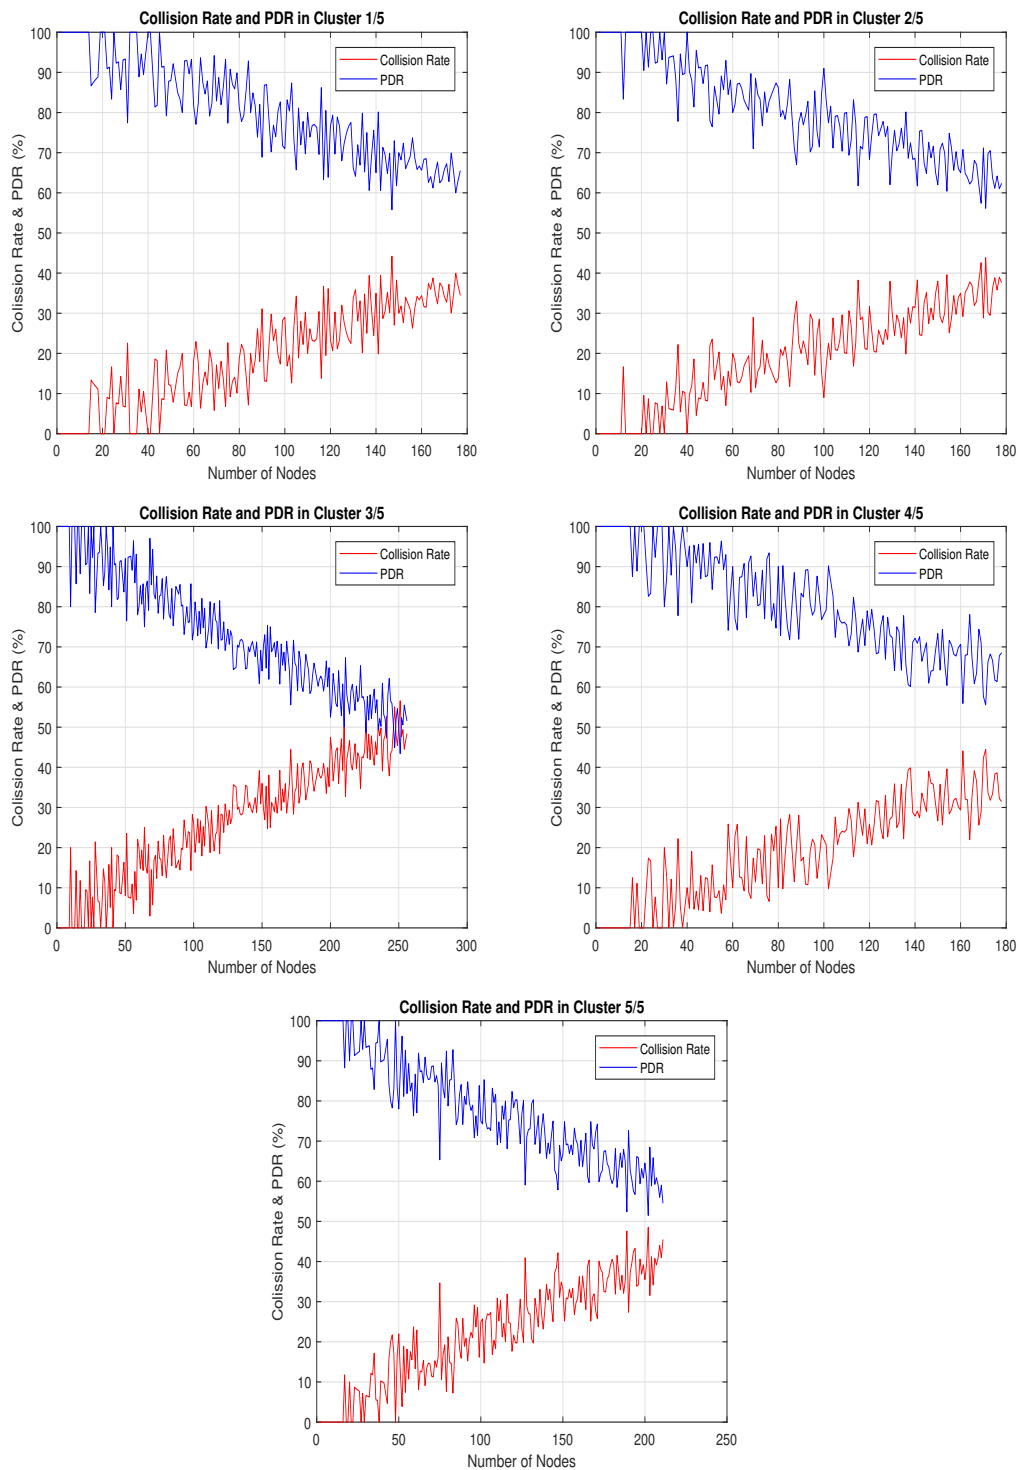 Collision Rate and PDR in Cluster 1/5
100
90
80
70
60
50
40
30
20
10
0
Colission Rate & PDR (%)
Collision Rate
PDR
0 20 40 60 80 100 120 140 160 180
Number of Nodes
Collision Rate and PDR in Cluster 2/5
100
90
80
70
60
50
40
30
20
10
0
Colission Rate & PDR (%)
Collision Rate
PDR
0 20 40 60 80 100 120 140 160 180
Number of Nodes
Collision Rate and PDR in Cluster 3/5
100
90
80
70
60
50
40
30
20
10
0
Colission Rate & PDR (%)
Collision Rate
PDR
0 50 100 150 200 250 300
Number of Nodes
Collision Rate and PDR in Cluster 4/5
100
90
80
70
60
50
40
30
20
10
0
Colission Rate & PDR (%)
Collision Rate
PDR
0 20 40 60 80 100 120 140 160 180
Number of Nodes
Collision Rate and PDR in Cluster 5/5
100
90
80
70
60
50
40
30
20
10
0
Colission Rate & PDR (%)
Collision Rate
PDR
0 50 100 150 200 250
Number of Nodes